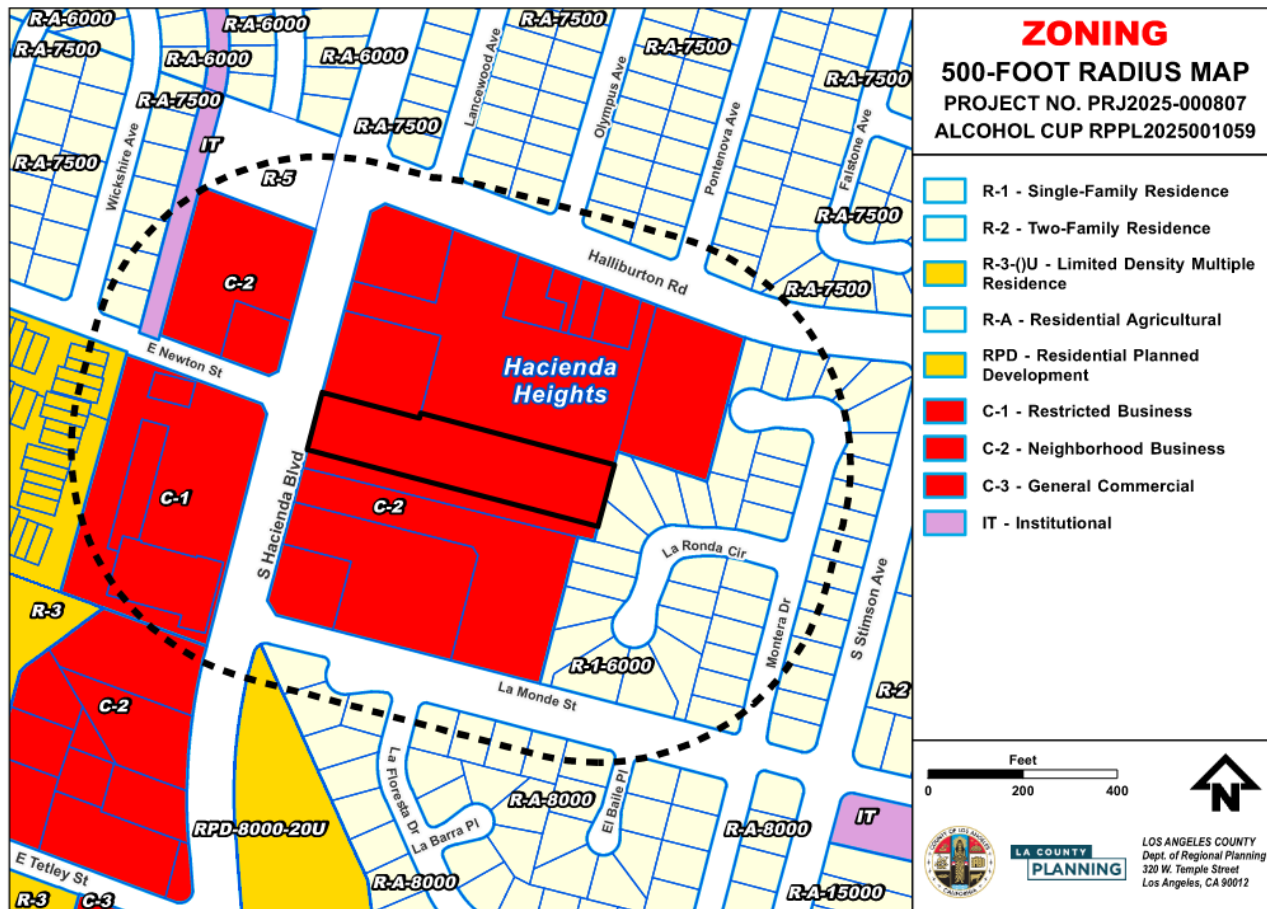 ZONING
500-FOOT RADIUS MAP
PROJECT NO. PRJ2025-000807
ALCOHOL CUP RPPL2025001059
R-1 - Single-Family Residence
R-2 - Two-Family Residence
R-3-()U - Limited Density Multiple
Residence
R-A - Residential Agricultural
RPD - Residential Planned
Development
C-1 - Restricted Business
C-2 - Neighborhood Business
C-3 - General Commercial
IT - Institutional
Feet
0 200 400
N
COUNTY OF LOS ANGELES
CALIFORNIA
LA COUNTY
PLANNING
LOS ANGELES COUNTY
Dept. of Regional Planning
320 W. Temple Street
Los Angeles, CA 90012
R-A-6000
R-A-6000
R-A-7500
R-A-7500
R-A-6000
R-A-6000
R-A-7500
R-A-7500
Lancewood Ave
Olympus Ave
R-A-7500
R-A-7500
R-A-7500
IT
R-A-7500
Wickshire Ave
R-5
Pontenova Ave
Falstone Ave
R-A-7500
C-2
Halliburton Rd
R-A-7500
E Newton St
Hacienda
Heights
C-1
S Hacienda Blvd
C-2
La Ronda Cir
Montera Dr
S Stimson Ave
R-3
R-1-6000
R-2
La Monde St
C-2
La Floresta Dr
R-A-8000
El Baile Pl
RPD-8000-20U
La Barra Pl
R-A-8000
IT
E Tetley St
R-A-8000
R-A-15000
R-3
C-3